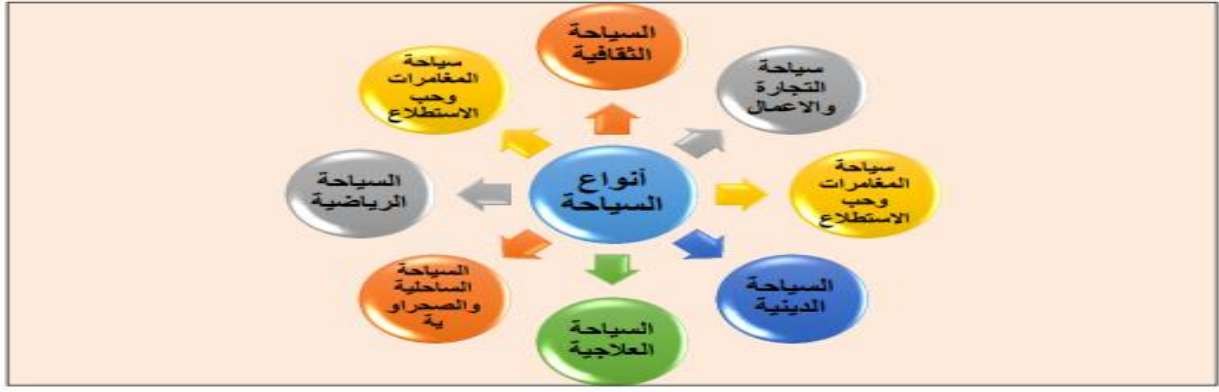 السياحة
الثقافية
سياحة
التجارة
والاعمال
سياحة
المغامرات
وحب
الاستطلاع
السياحة
الدينية
السياحة
العلاجية
السياحة
الساحلية
والصحراو
ية
السياحة
الرياضية
سياحة
المغامرات
وحب
الاستطلاع
أنواع
السياحة